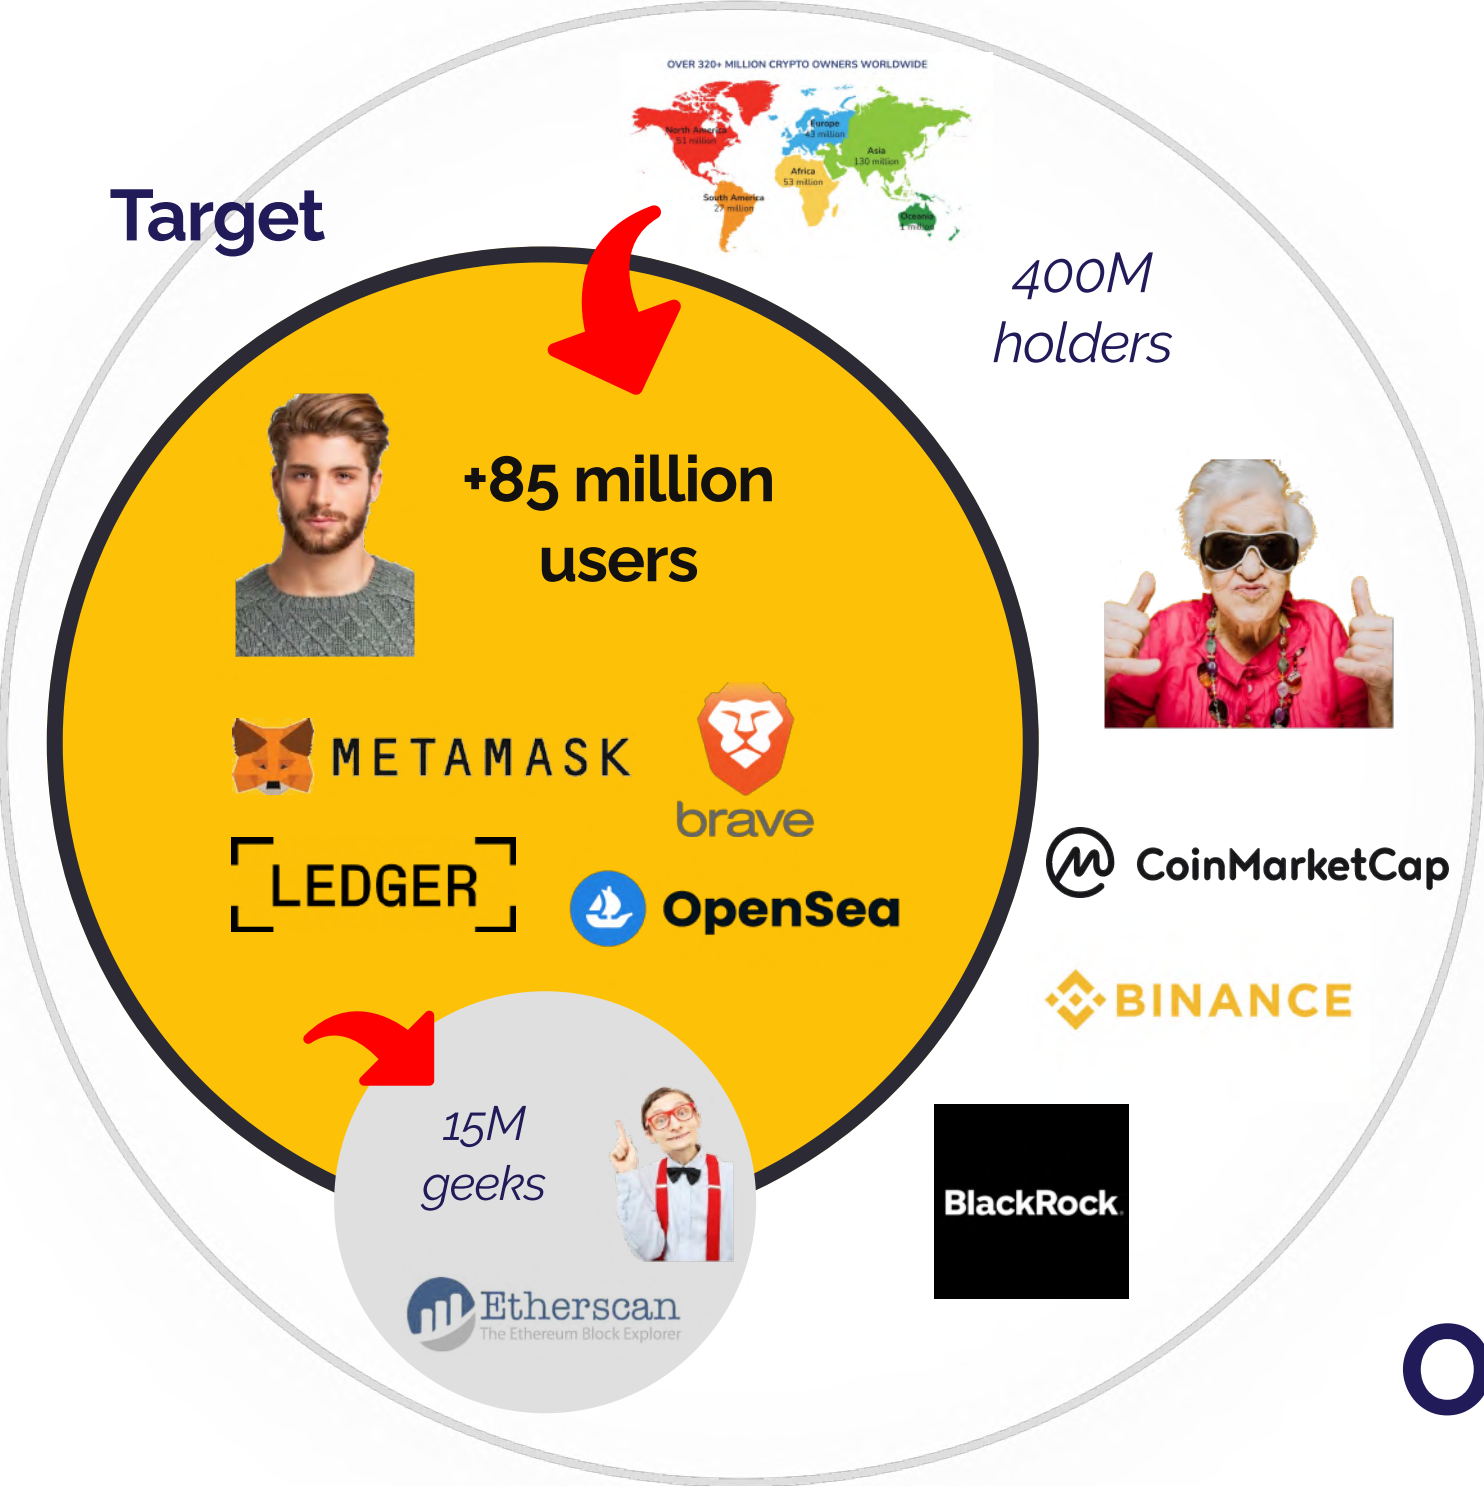 OVER 320+ MILLION CRYPTO OWNERS WORLDWIDE
North America
51 million
Europe
43 million
Asia
130 million
Africa
53 million
South America
27 million
Oceania
1 million
Target
400M
holders
+85 million
users
METAMASK
brave
LEDGER
OpenSea
CoinMarketCap
BINANCE
15M
geeks
BlackRock.
Etherscan
The Ethereum Block Explorer
O